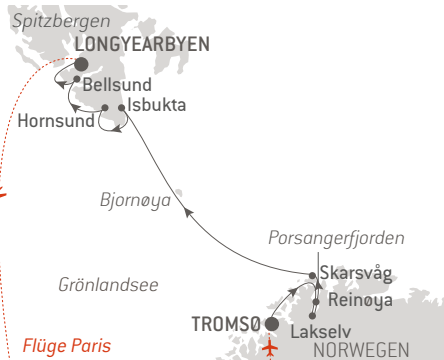 Spitzbergen
LONGYEARBYEN
Bellsund
Isbukta
Hornsund
Bjornøya
Porsangerfjorden
Skarsvåg
Grönlandsee
Reinøya
TROMSØ
Lakselv
Flüge Paris
NORWEGEN